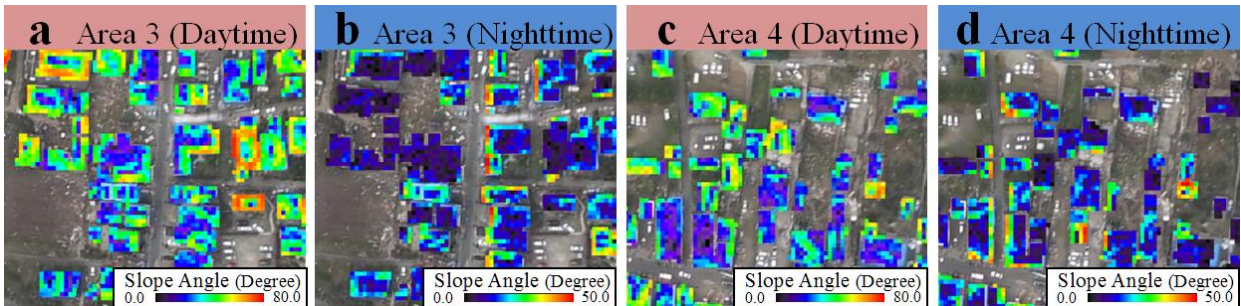 a Area 3 (Daytime)
b Area 3 (Nighttime)
c Area 4 (Daytime)
d Area 4 (Nighttime)
Slope Angle (Degree)
0.0 80.0
Slope Angle (Degree)
0.0 50.0
Slope Angle (Degree)
0.0 80.0
Slope Angle (Degree)
0.0 50.0